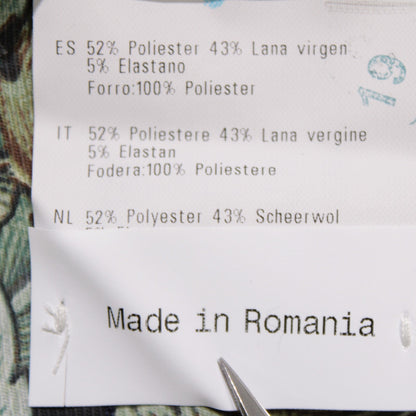 ES 52% Poliester 43% Lana virgen
5% Elastano
Forro:100% Poliester
19
IT 52% Poliestere 43% Lana vergine
5% Elastan
Fodera:100% Poliestere
NL 52% Polyester 43% Scheerwol
Made in Romania